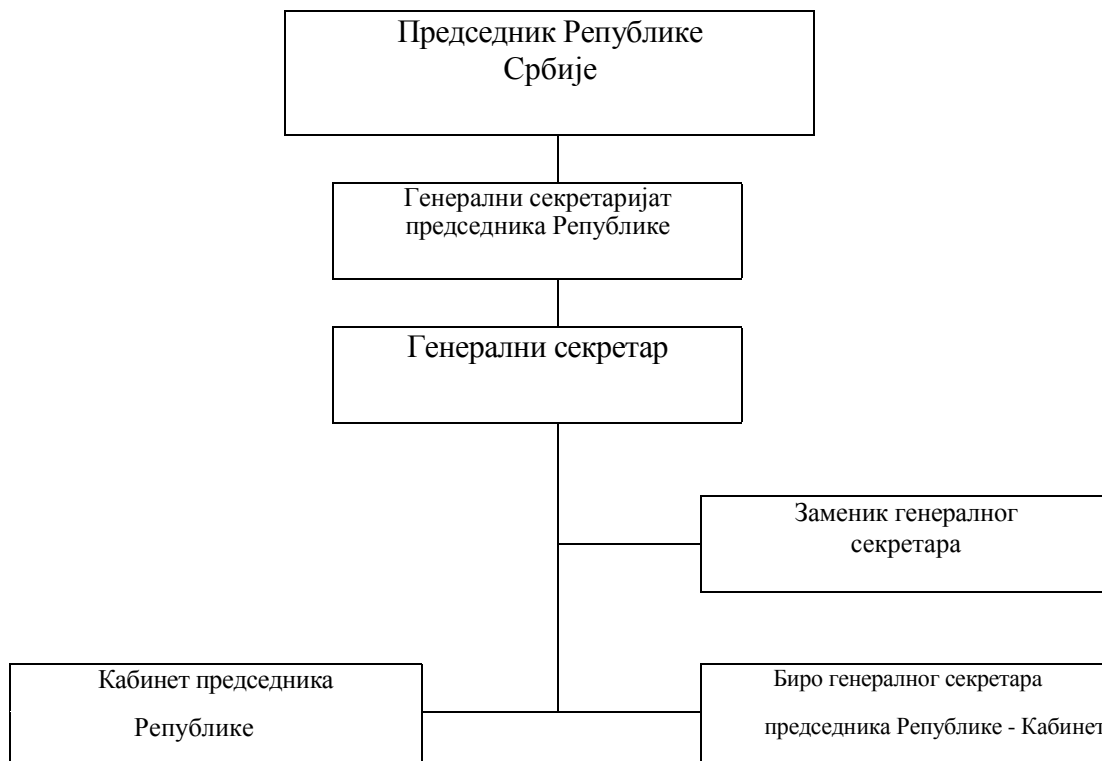 Председник Републике
Србије
Генерални секретаријат
председника Републике
Генерални секретар
Заменик генералног
секретара
Кабинет председника
Републике
Биро генералног секретара
председника Републике - Кабинет